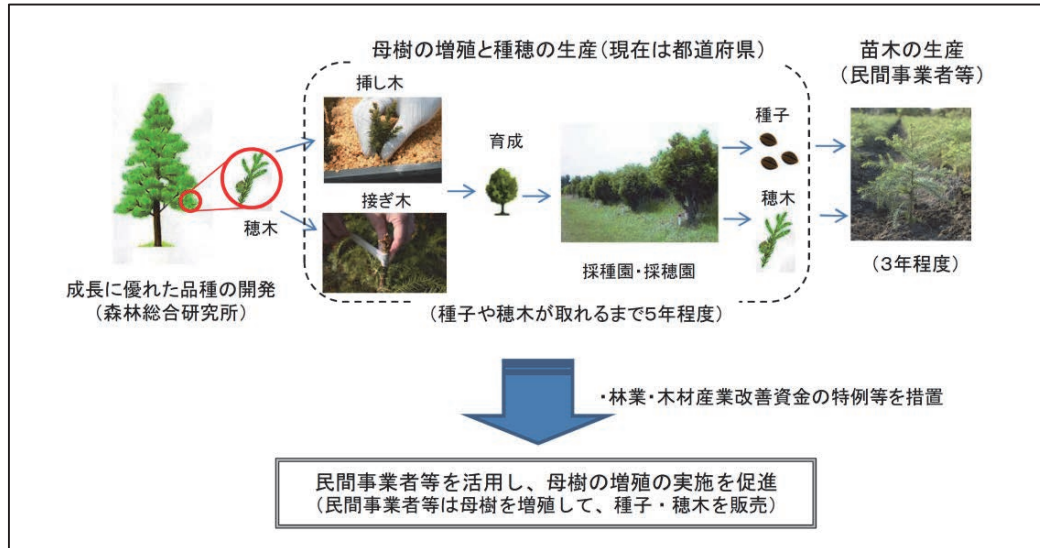 母樹の増殖と種穂の生産(現在は都道府県)
苗木の生産
(民間事業者等)
挿し木
種子
育成
接ぎ木
穂木
穂木
採種園・採穂園
(3年程度)
成長に優れた品種の開発
(森林総合研究所)
(種子や穂木が取れるまで5年程度)
・林業・木材産業改善資金の特例等を措置
民間事業者等を活用し、母樹の増殖の実施を促進
(民間事業者等は母樹を増殖して、種子・穂木を販売)